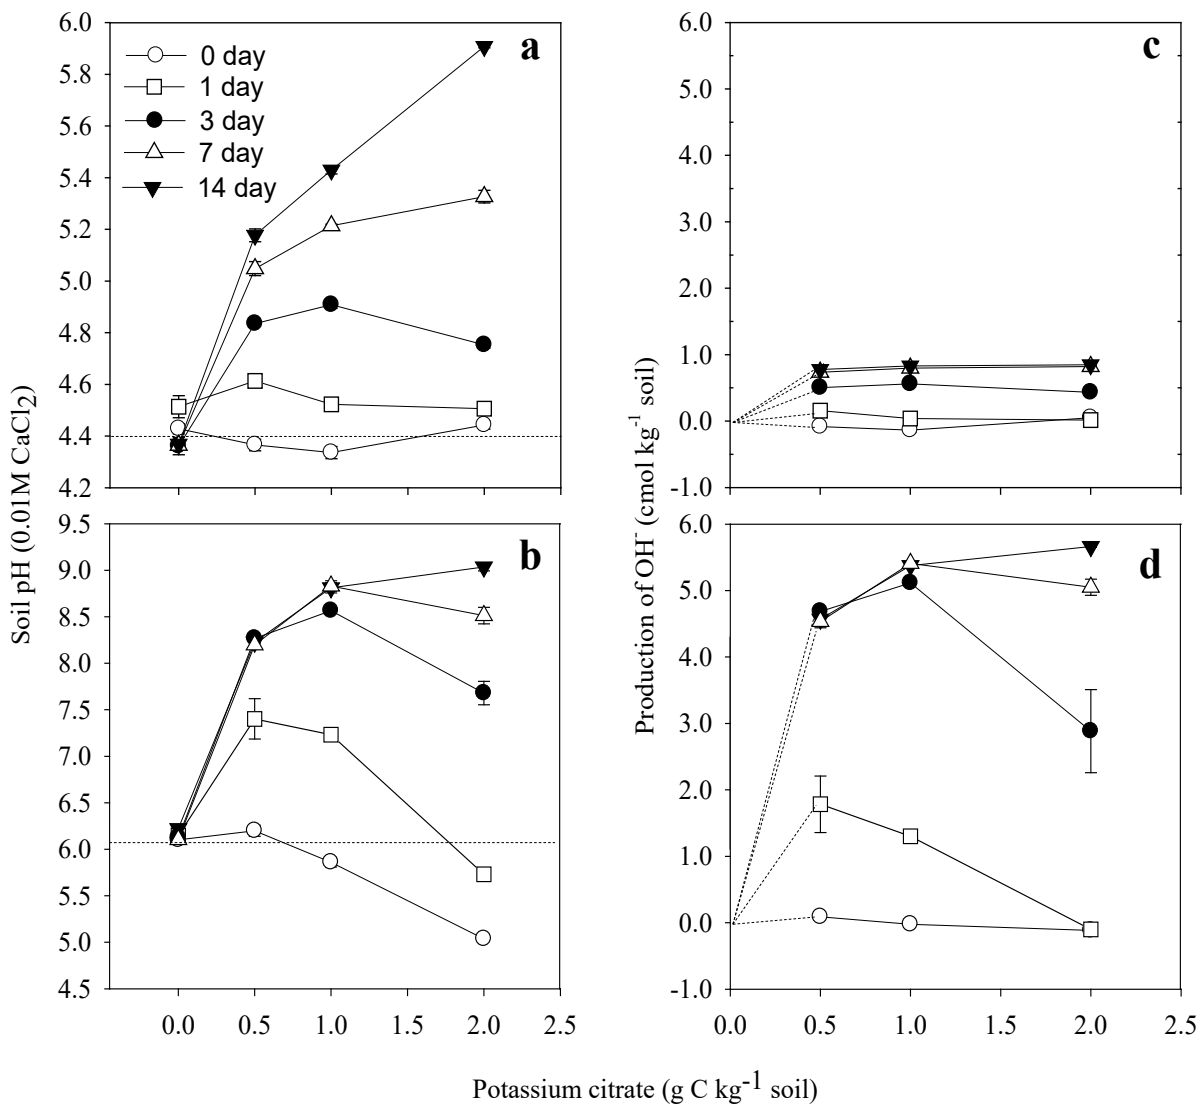 Soil pH (0.01M CaCl2)
6.0
5.8
5.6
5.4
5.2
5.0
4.8
4.6
4.4
4.2
0 day
1 day
3 day
7 day
14 day
a
9.5
9.0
8.5
8.0
7.5
7.0
6.5
6.0
5.5
5.0
4.5
b
0.0 0.5 1.0 1.5 2.0 2.5
Production of OH- (cmol kg-1 soil)
6.0
5.0
4.0
3.0
2.0
1.0
0.0
-1.0
c
6.0
5.0
4.0
3.0
2.0
1.0
0.0
-1.0
d
0.0 0.5 1.0 1.5 2.0 2.5
Potassium citrate (g C kg-1 soil)